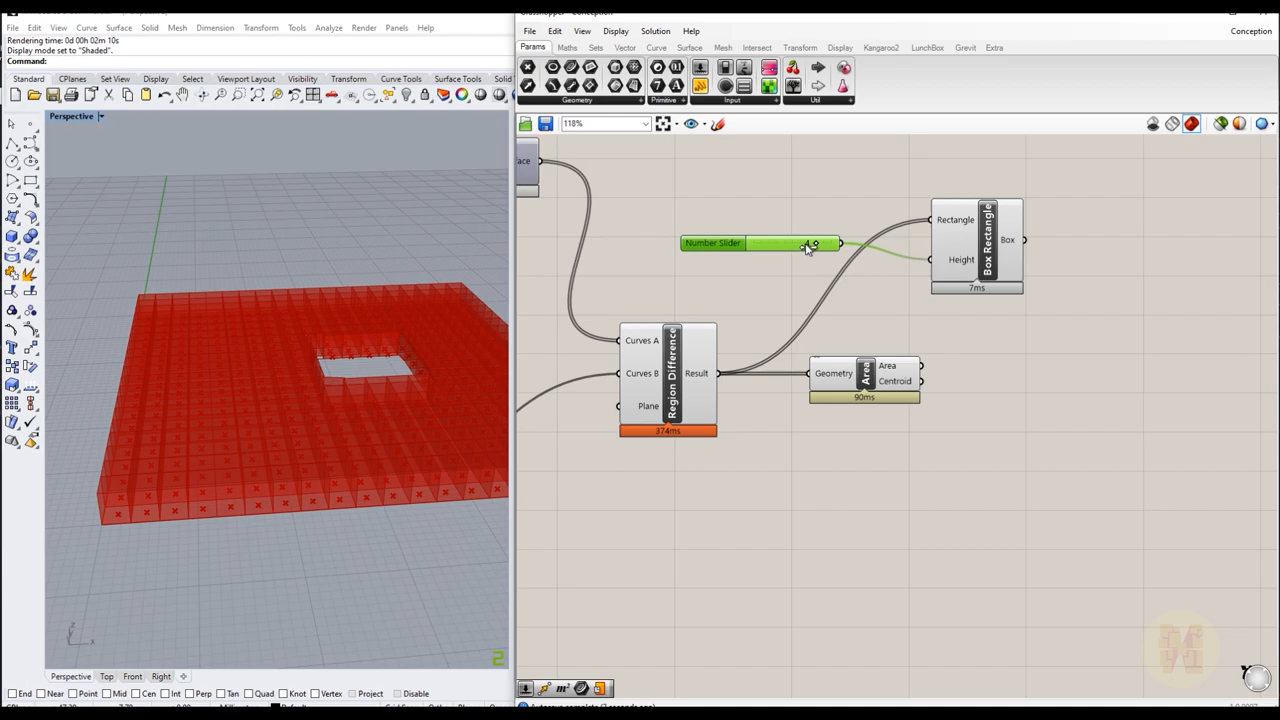 Conception
File Edit View Curve Surface Solid Mesh Dimension Transform Tools Analyze Render Panels Help
File Edit View Display Solution Help
Conception
Rendering time: 0d 00h 02m 10s
Display mode set to "Shaded".
Command:
Params Maths Sets Vector Curve Surface Mesh Intersect Transform Display Kangaroo2 LunchBox Grevit Extra
Standard CPlanes Set View Display Select Viewport Layout Visibility Transform Curve Tools Surface Tools Solid
Geometry Primitive Input Util
Perspective
118%
Rectangle
Height
Box Rectangle
Box
7ms
Number Slider
Curves A
Curves B
Plane
Region Difference
Result
374ms
Geometry
Area
Area
Centroid
90ms
z
x
2
Perspective Top Front Right
End Near Point Mid Cen Int Perp Tan Quad Knot Vertex Project Disable